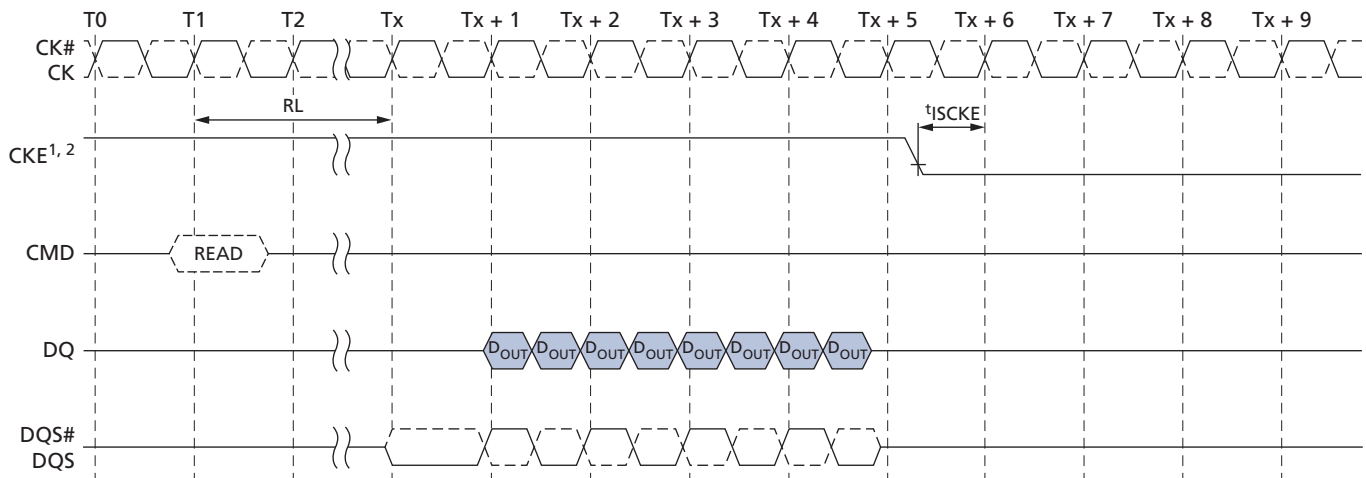 T0 T1 T2 Tx Tx + 1 Tx + 2 Tx + 3 Tx + 4 Tx + 5 Tx + 6 Tx + 7 Tx + 8 Tx + 9
CK#
CK
RL
tISCKE
CKE1, 2
CMD READ
DQ DOUT DOUT DOUT DOUT DOUT DOUT DOUT DOUT
DQS#
DQS